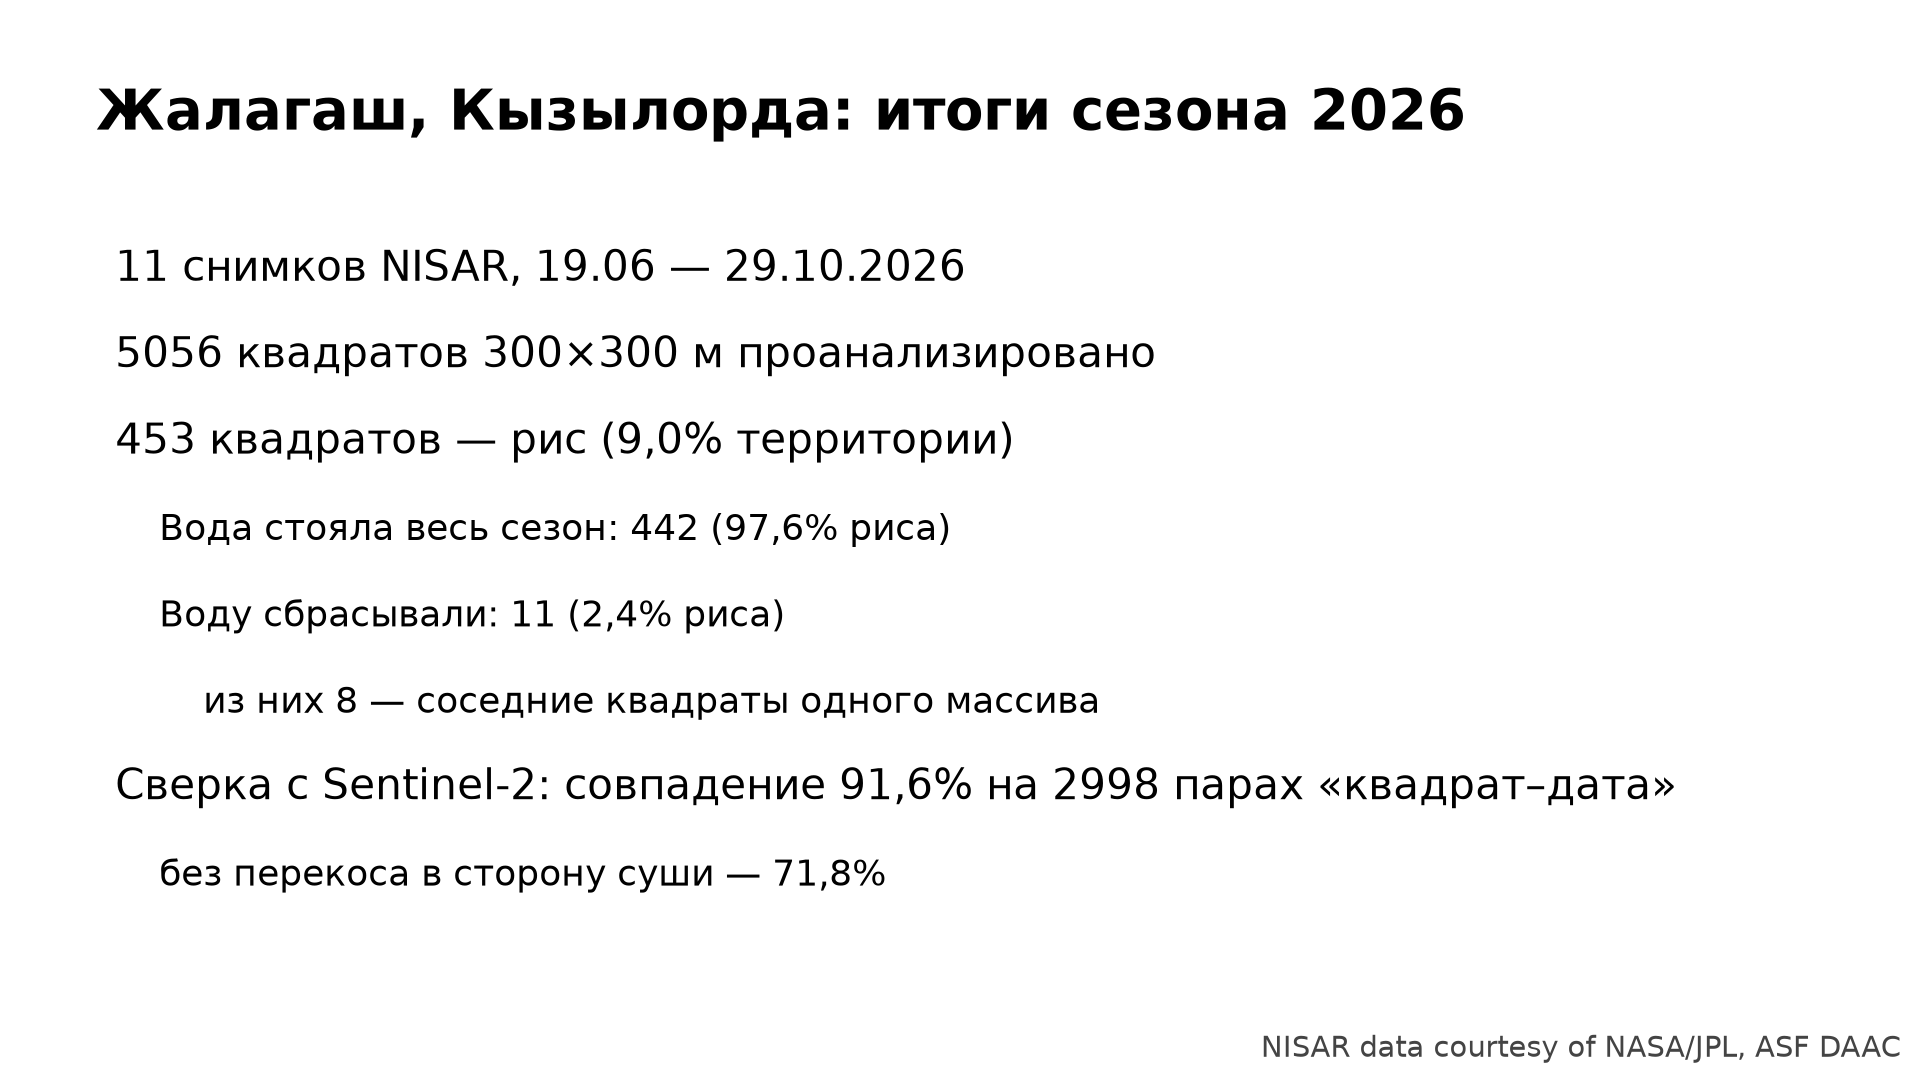 Жалагаш, Кызылорда: итоги сезона 2026
11 снимков NISAR, 19.06 — 29.10.2026
5056 квадратов 300×300 м проанализировано
453 квадратов — рис (9,0% территории)
Вода стояла весь сезон: 442 (97,6% риса)
Воду сбрасывали: 11 (2,4% риса)
из них 8 — соседние квадраты одного массива
Сверка с Sentinel-2: совпадение 91,6% на 2998 парах «квадрат–дата»
без перекоса в сторону суши — 71,8%
NISAR data courtesy of NASA/JPL, ASF DAAC